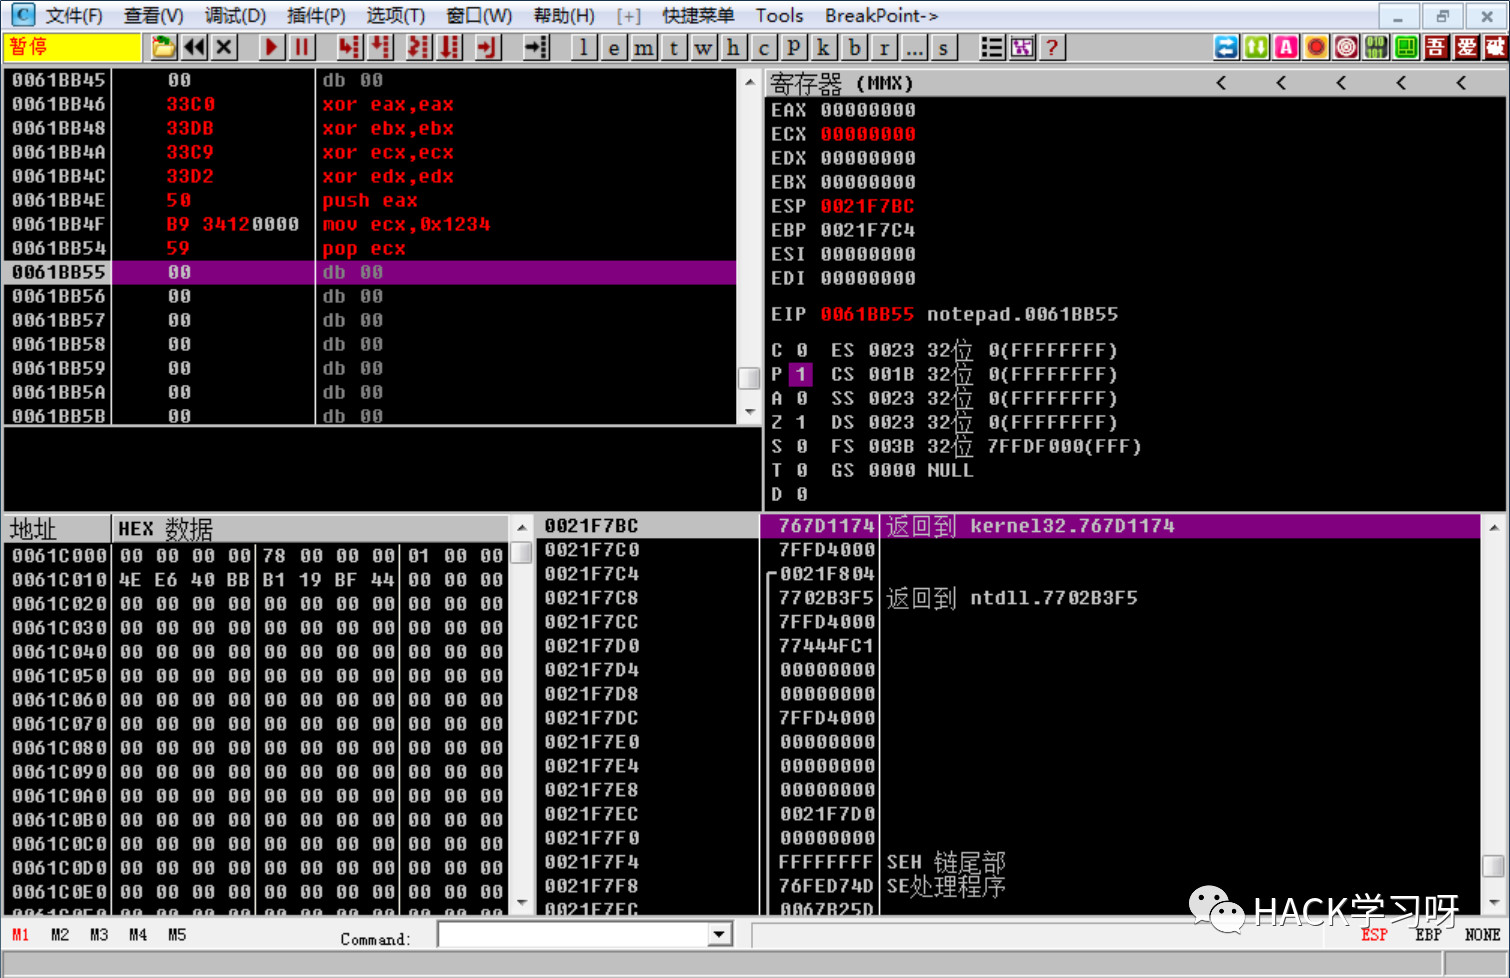 文件(F) 查看(V) 调试(D) 插件(P) 选项(T) 窗口(W) 帮助(H) [+] 快捷菜单 Tools BreakPoint->
暂停 l e m t w h c P k b r ... s ? A 吾 爱 破
0061BB45 00 db 00
0061BB46 33C0 xor eax,eax
0061BB48 33DB xor ebx,ebx
0061BB4A 33C9 xor ecx,ecx
0061BB4C 33D2 xor edx,edx
0061BB4E 50 push eax
0061BB4F B9 34120000 mov ecx,0x1234
0061BB54 59 pop ecx
0061BB55 00 db 00
0061BB56 00 db 00
0061BB57 00 db 00
0061BB58 00 db 00
0061BB59 00 db 00
0061BB5A 00 db 00
0061BB5B 00 db 00
寄存器 (MMX) < < < < <
EAX 00000000
ECX 00000000
EDX 00000000
EBX 00000000
ESP 0021F7BC
EBP 0021F7C4
ESI 00000000
EDI 00000000
EIP 0061BB55 notepad.0061BB55
C 0 ES 0023 32位 0(FFFFFFFF)
P 1 CS 001B 32位 0(FFFFFFFF)
A 0 SS 0023 32位 0(FFFFFFFF)
Z 1 DS 0023 32位 0(FFFFFFFF)
S 0 FS 003B 32位 7FFDF000(FFF)
T 0 GS 0000 NULL
D 0
地址 HEX 数据
0061C000 00 00 00 00 78 00 00 00 01 00 00
0061C010 4E E6 40 BB B1 19 BF 44 00 00 00
0061C020 00 00 00 00 00 00 00 00 00 00 00
0061C030 00 00 00 00 00 00 00 00 00 00 00
0061C040 00 00 00 00 00 00 00 00 00 00 00
0061C050 00 00 00 00 00 00 00 00 00 00 00
0061C060 00 00 00 00 00 00 00 00 00 00 00
0061C070 00 00 00 00 00 00 00 00 00 00 00
0061C080 00 00 00 00 00 00 00 00 00 00 00
0061C090 00 00 00 00 00 00 00 00 00 00 00
0061C0A0 00 00 00 00 00 00 00 00 00 00 00
0061C0B0 00 00 00 00 00 00 00 00 00 00 00
0061C0C0 00 00 00 00 00 00 00 00 00 00 00
0061C0D0 00 00 00 00 00 00 00 00 00 00 00
0061C0E0 00 00 00 00 00 00 00 00 00 00 00
0061C0F0 00 00 00 00 00 00 00 00 00 00 00
0021F7BC 767D1174 返回到 kernel32.767D1174
0021F7C0 7FFD4000
0021F7C4 0021F804
0021F7C8 7702B3F5 返回到 ntdll.7702B3F5
0021F7CC 7FFD4000
0021F7D0 77444FC1
0021F7D4 00000000
0021F7D8 00000000
0021F7DC 7FFD4000
0021F7E0 00000000
0021F7E4 00000000
0021F7E8 00000000
0021F7EC 0021F7D0
0021F7F0 00000000
0021F7F4 FFFFFFFF SEH 链尾部
0021F7F8 76FED74D SE处理程序
0021F7FC 0067B25D
HACK学习呀
M1 M2 M3 M4 M5 Command: ESP EBP NONE